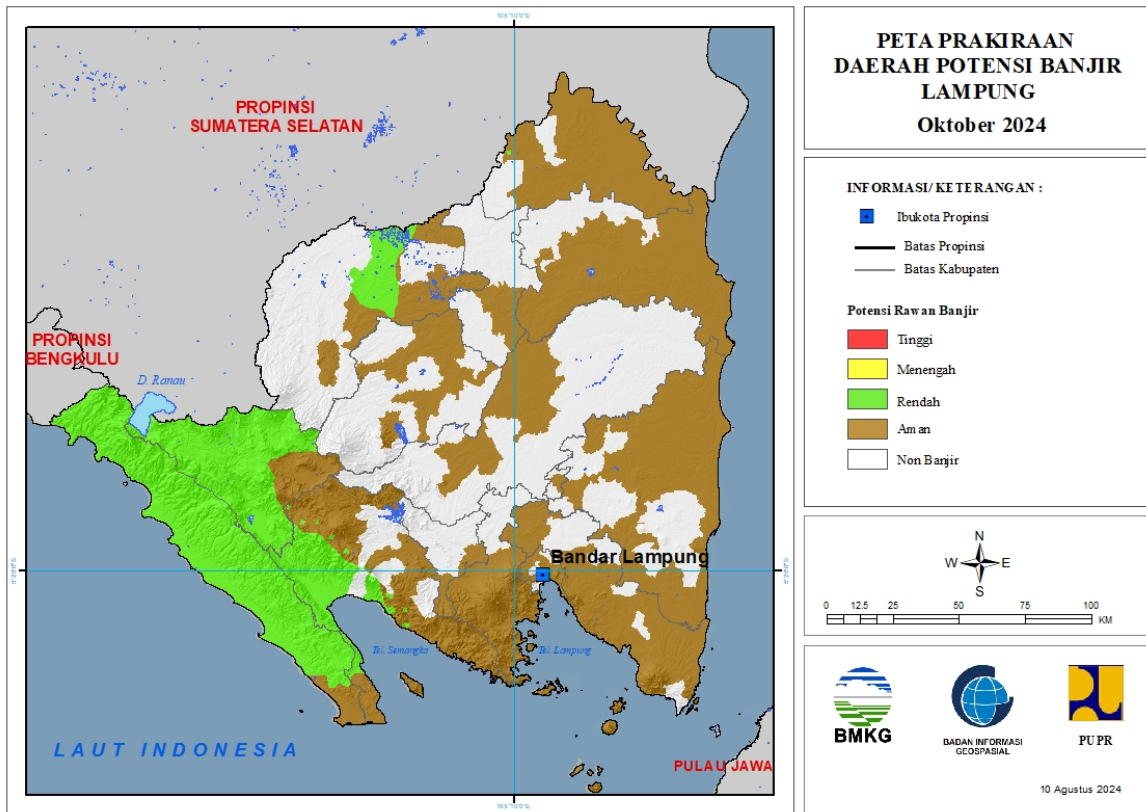 105°0'0"E
PROPINSI
SUMATERA SELATAN
PROPINSI
BENGKULU
D. Ranau
Bandar Lampung
Tel. Semangka
Tel. Lampung
LAUT INDONESIA
PULAU JAWA
PETA PRAKIRAAN
DAERAH POTENSI BANJIR
LAMPUNG
Oktober 2024
INFORMASI/ KETERANGAN :
Ibukota Propinsi
Batas Propinsi
Batas Kabupaten
Potensi Rawan Banjir
Tinggi
Menengah
Rendah
Aman
Non Banjir
N
W E
S
0 12.5 25 50 75 100
KM
BMKG
BADAN INFORMASI
GEOSPASIAL
PUPR
10 Agustus 2024